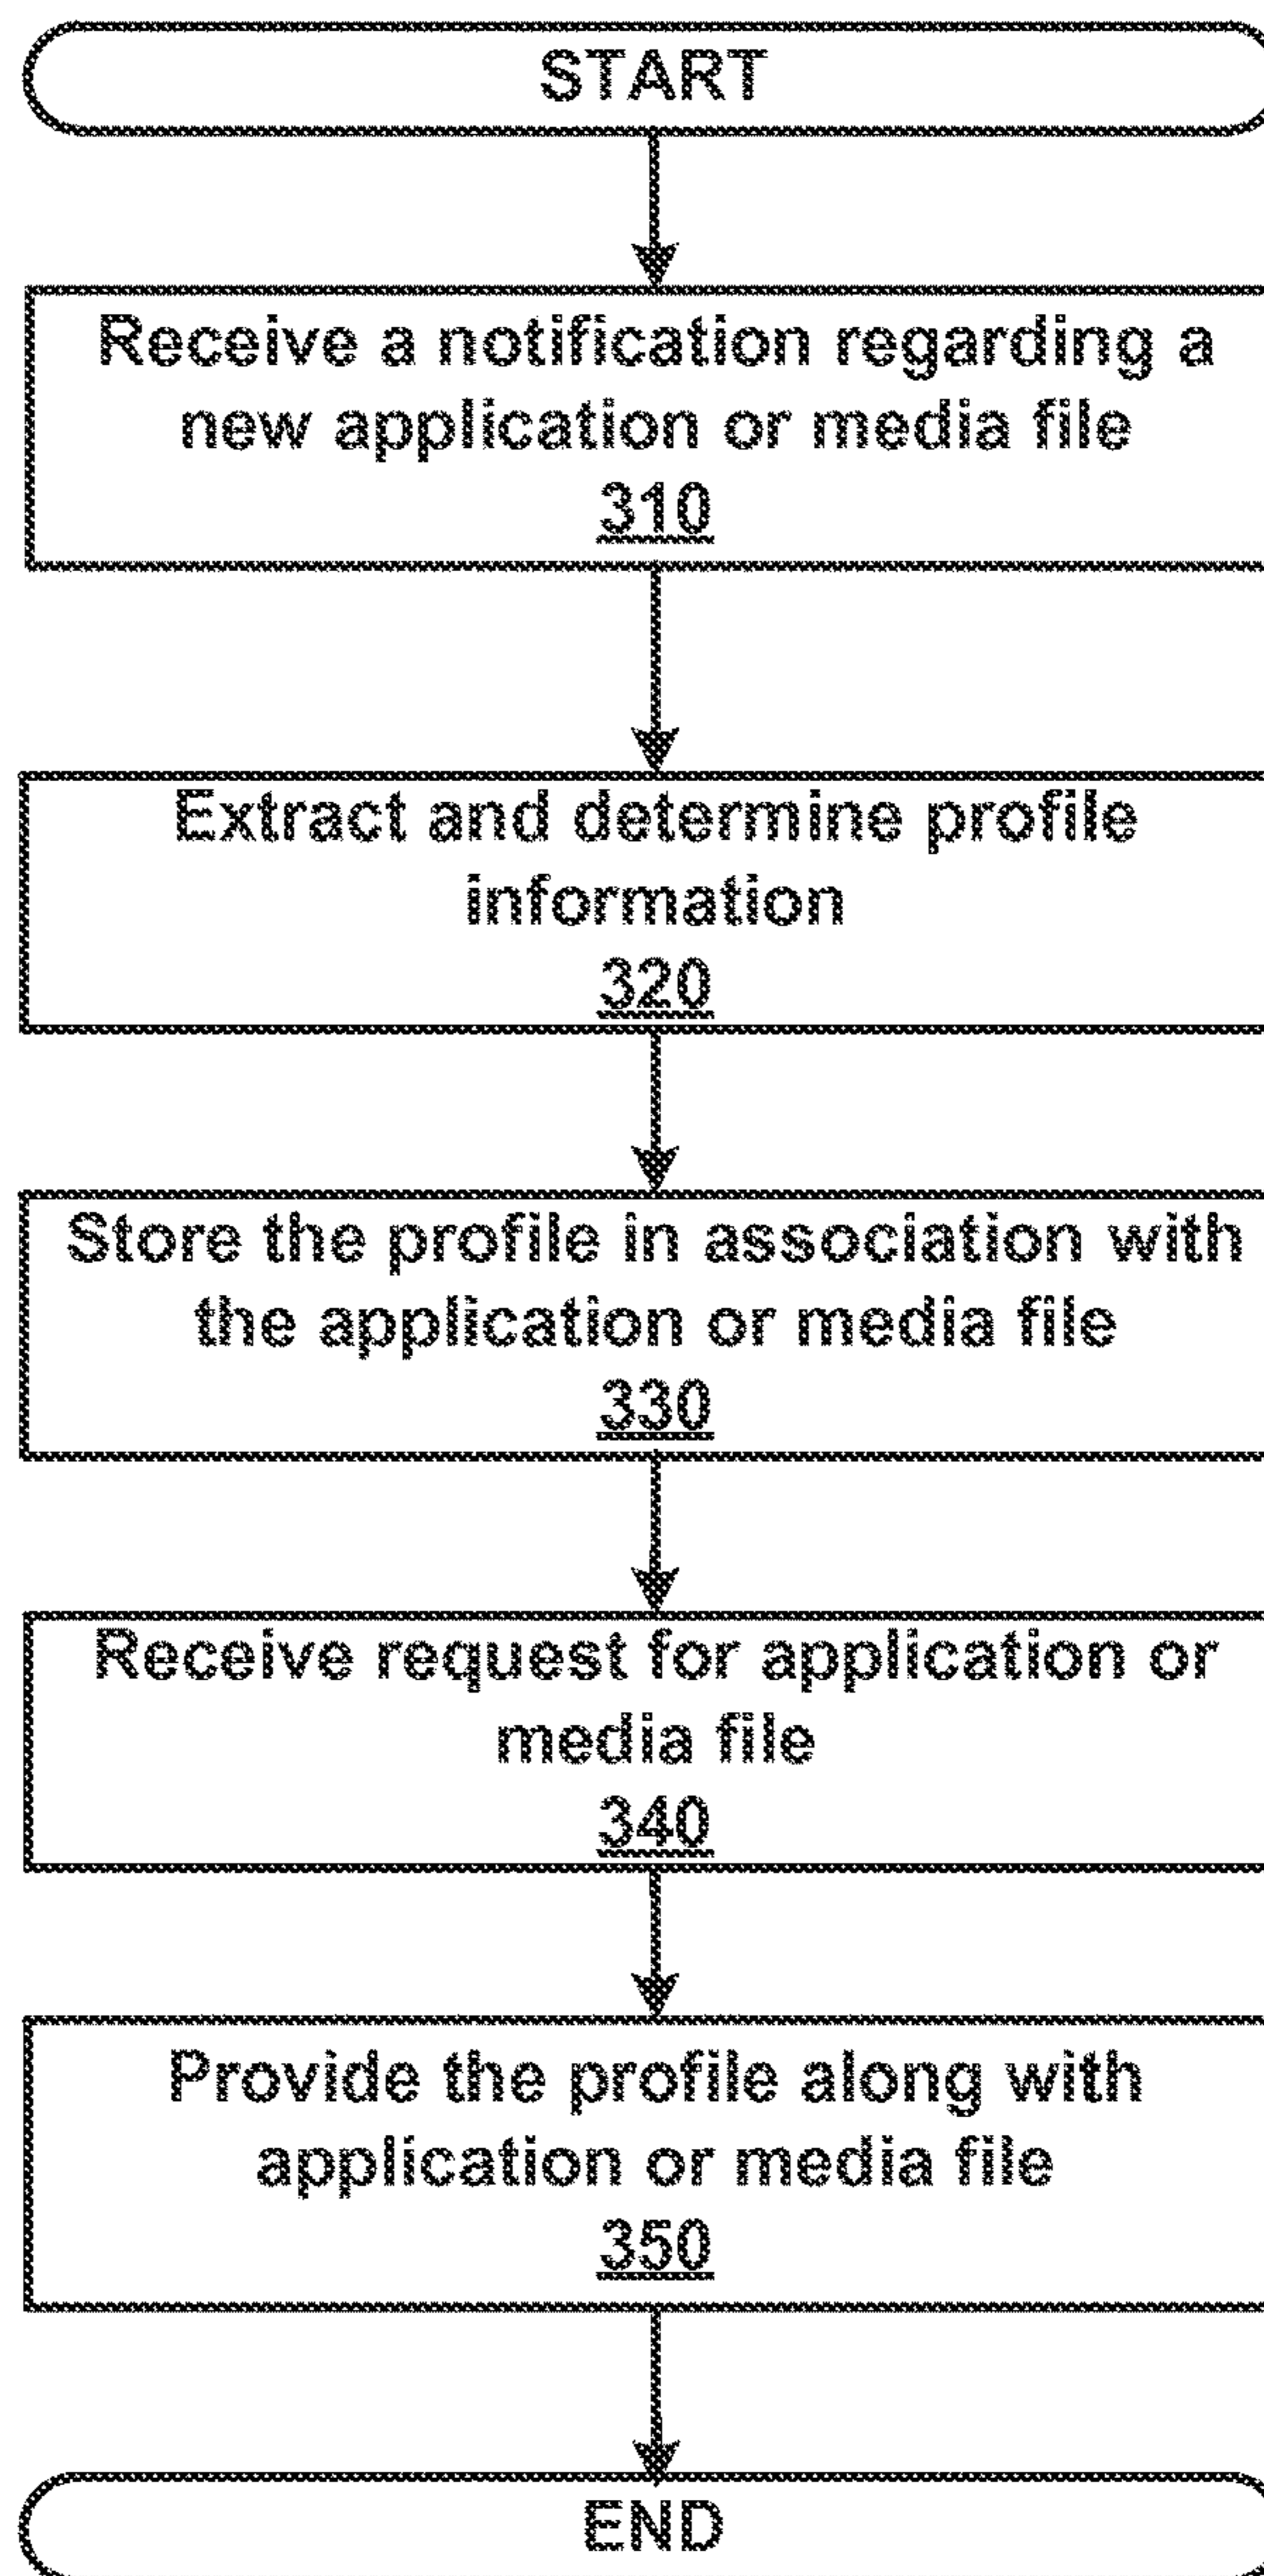 START
Receive a notification regarding a
new application or media file
310
Extract and determine profile
information
320
Store the profile in association with
the application or media file
330
Receive request for application or
media file
340
Provide the profile along with
application or media file
350
END